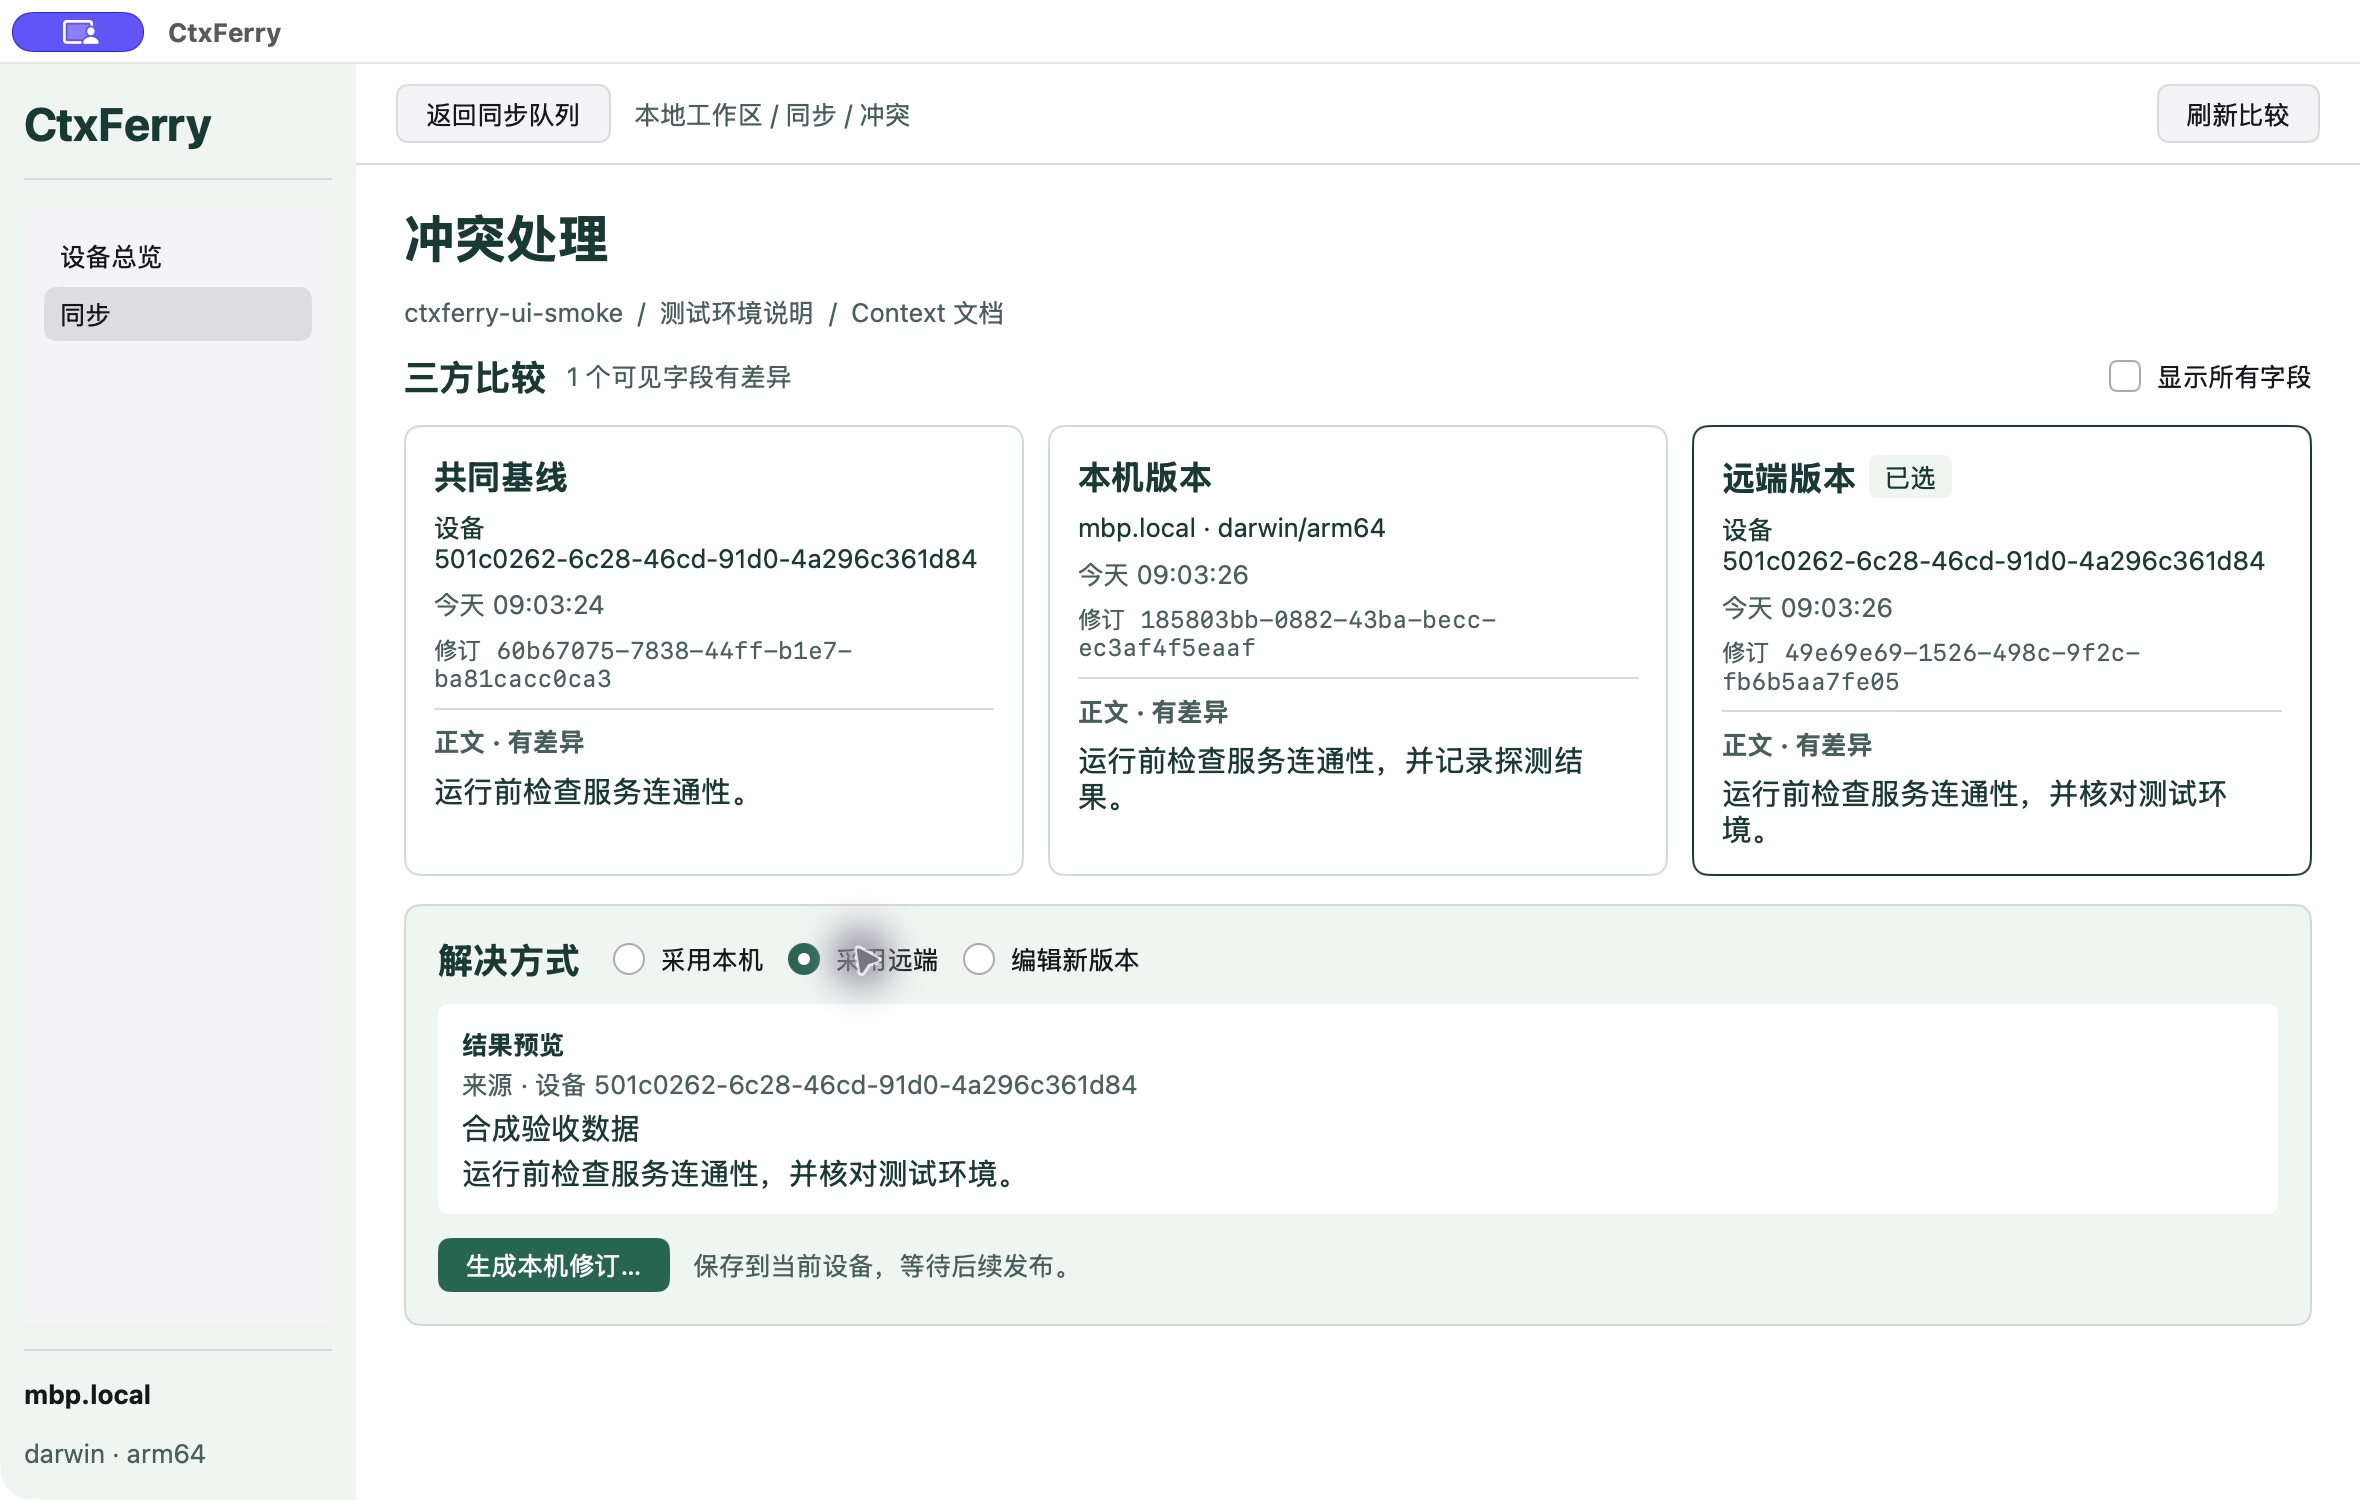 CtxFerry
CtxFerry
设备总览
同步
mbp.local
darwin · arm64
返回同步队列
本地工作区 / 同步 / 冲突
刷新比较
冲突处理
ctxferry-ui-smoke / 测试环境说明 / Context 文档
三方比较 1 个可见字段有差异
显示所有字段
共同基线
设备
501c0262-6c28-46cd-91d0-4a296c361d84
今天 09:03:24
修订 60b67075-7838-44ff-b1e7-
ba81cacc0ca3
正文 · 有差异
运行前检查服务连通性。
本机版本
mbp.local · darwin/arm64
今天 09:03:26
修订 185803bb-0882-43ba-becc-
ec3af4f5eaaf
正文 · 有差异
运行前检查服务连通性，并记录探测结
果。
远端版本 已选
设备
501c0262-6c28-46cd-91d0-4a296c361d84
今天 09:03:26
修订 49e69e69-1526-498c-9f2c-
fb6b5aa7fe05
正文 · 有差异
运行前检查服务连通性，并核对测试环
境。
解决方式 采用本机 采用远端 编辑新版本
结果预览
来源 · 设备 501c0262-6c28-46cd-91d0-4a296c361d84
合成验收数据
运行前检查服务连通性，并核对测试环境。
生成本机修订... 保存到当前设备，等待后续发布。